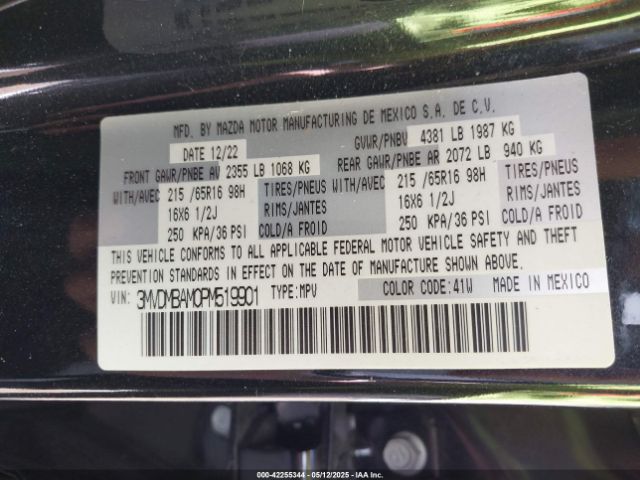 MFD. BY MAZDA MOTOR MANUFACTURING DE MEXICO S.A. DE C.V.
DATE 12/22 GVWR/PNBV 4381 LB 1987 KG
FRONT GAWR/PNBE AV 2355 LB 1068 KG REAR GAWR/PNBE AR 2072 LB 940 KG
WITH/AVEC 215 /65R16 98H TIRES/PNEUS WITH/AVEC 215 /65R16 98H TIRES/PNEUS
16X6 1/2J RIMS/JANTES 16X6 1/2J RIMS/JANTES
250 KPA/36 PSI COLD/A FROID 250 KPA/36 PSI COLD/A FROID
THIS VEHICLE CONFORMS TO ALL APPLICABLE FEDERAL MOTOR VEHICLE SAFETY AND THEFT
PREVENTION STANDARDS IN EFFECT ON THE DATE OF MANUFACTURE SHOWN ABOVE.
VIN: 3MVDMBAM0PM519901 TYPE:MPV COLOR CODE:41W MADE IN MEXICO
000-42255344 - 05/12/2025 - IAA Inc.